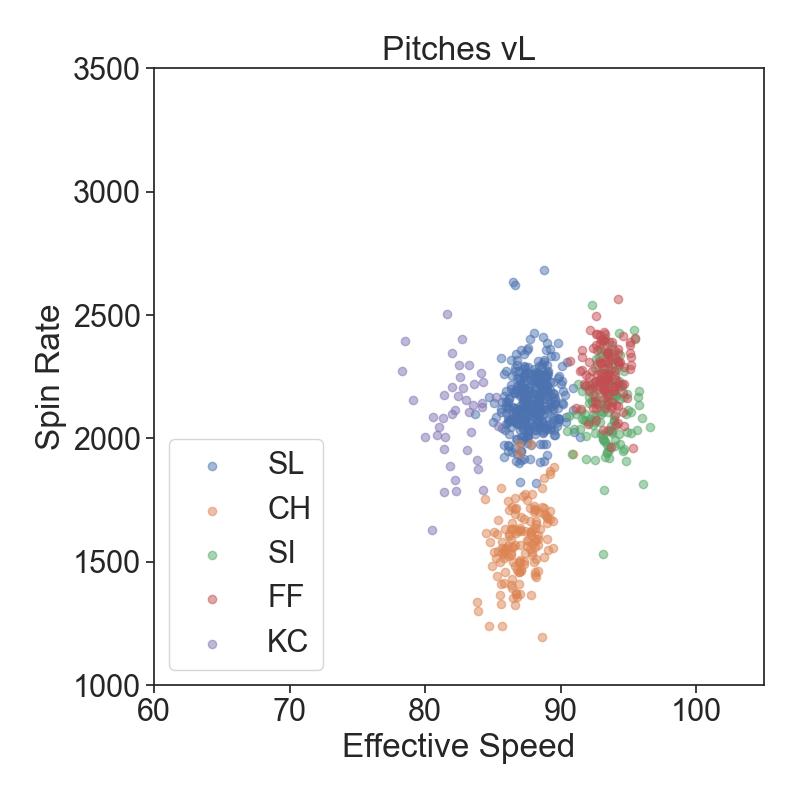 Pitches vL
3500
3000
2500
2000
1500
1000
Spin Rate
SL
CH
SI
FF
KC
60 70 80 90 100
Effective Speed